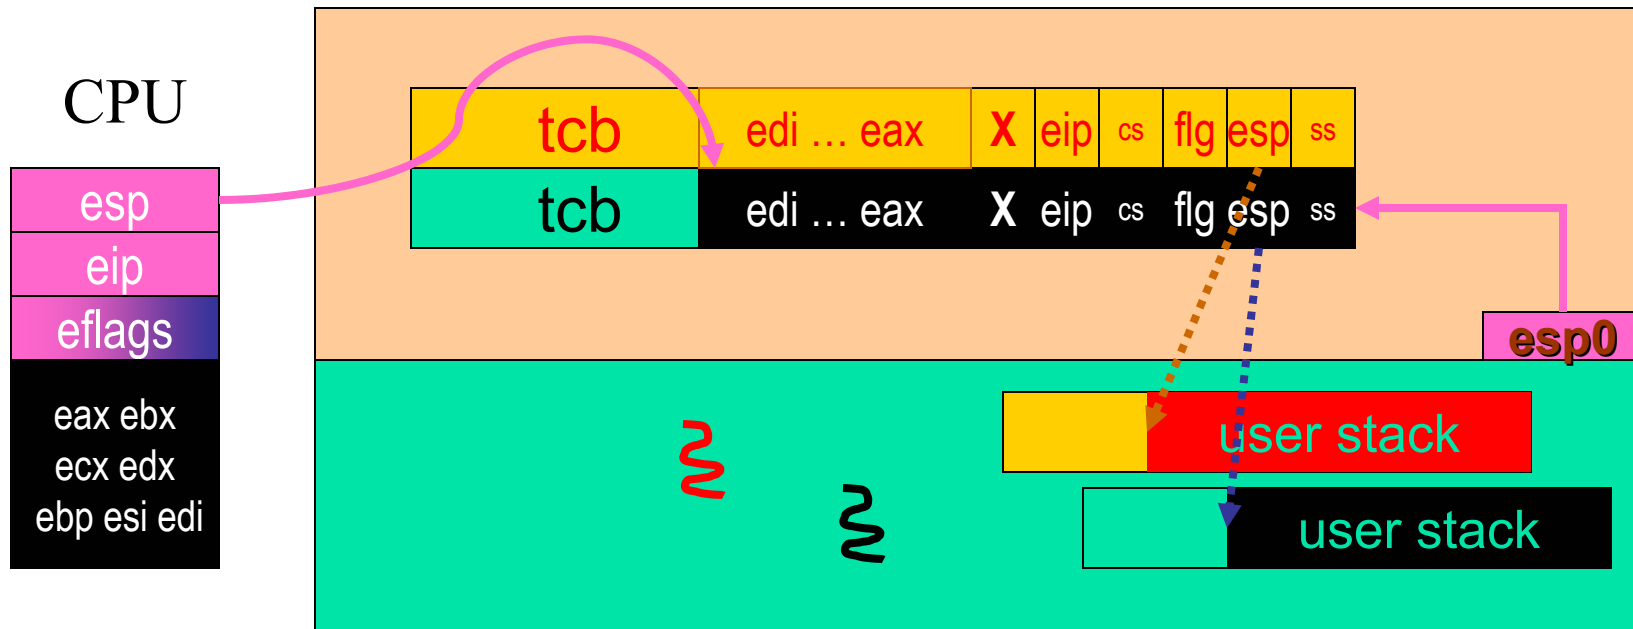 CPU
esp
eip
eflags
eax ebx
ecx edx
ebp esi edi
tcb edi … eax X eip cs flg esp ss
tcb edi … eax X eip cs flg esp ss
esp0
user stack
user stack